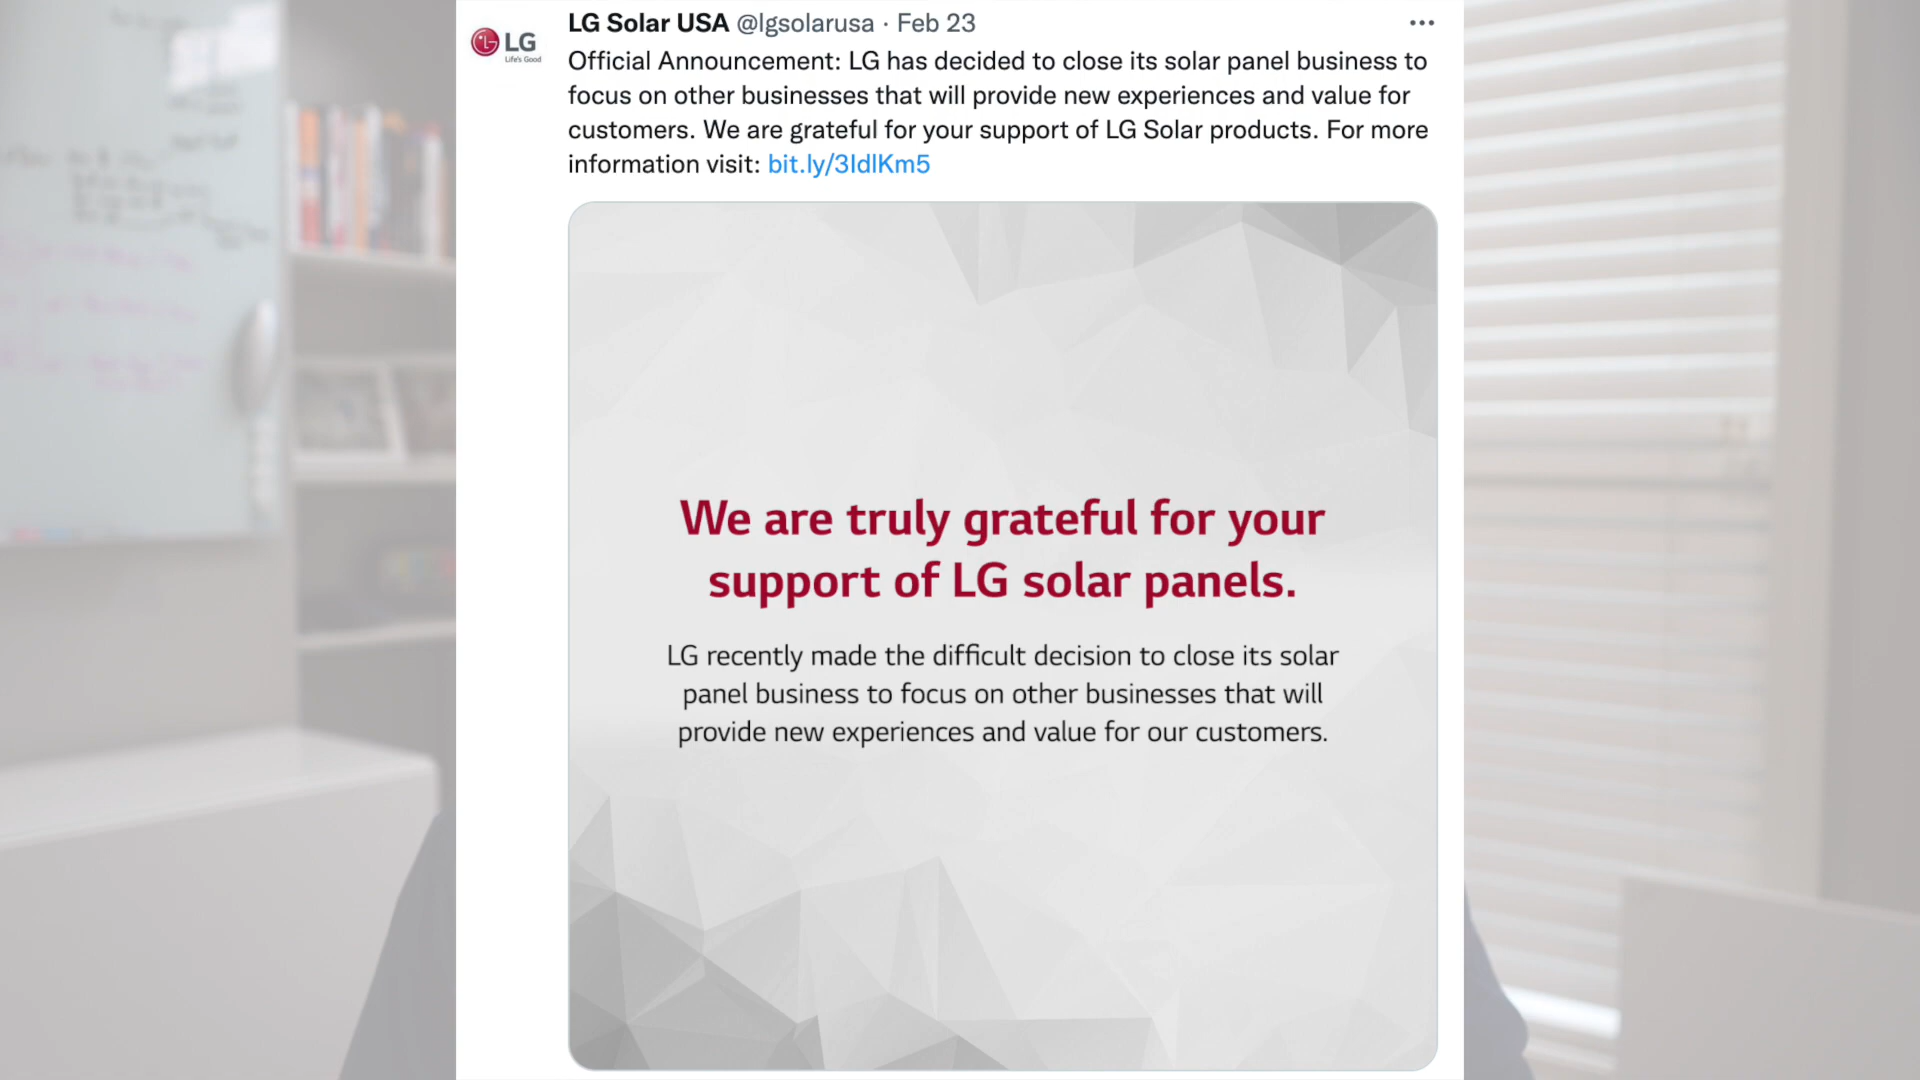 LG Solar USA @lgsolarusa · Feb 23
LG
Life's Good
Official Announcement: LG has decided to close its solar panel business to
focus on other businesses that will provide new experiences and value for
customers. We are grateful for your support of LG Solar products. For more
information visit: bit.ly/3IdlKm5
We are truly grateful for your
support of LG solar panels.
LG recently made the difficult decision to close its solar
panel business to focus on other businesses that will
provide new experiences and value for our customers.